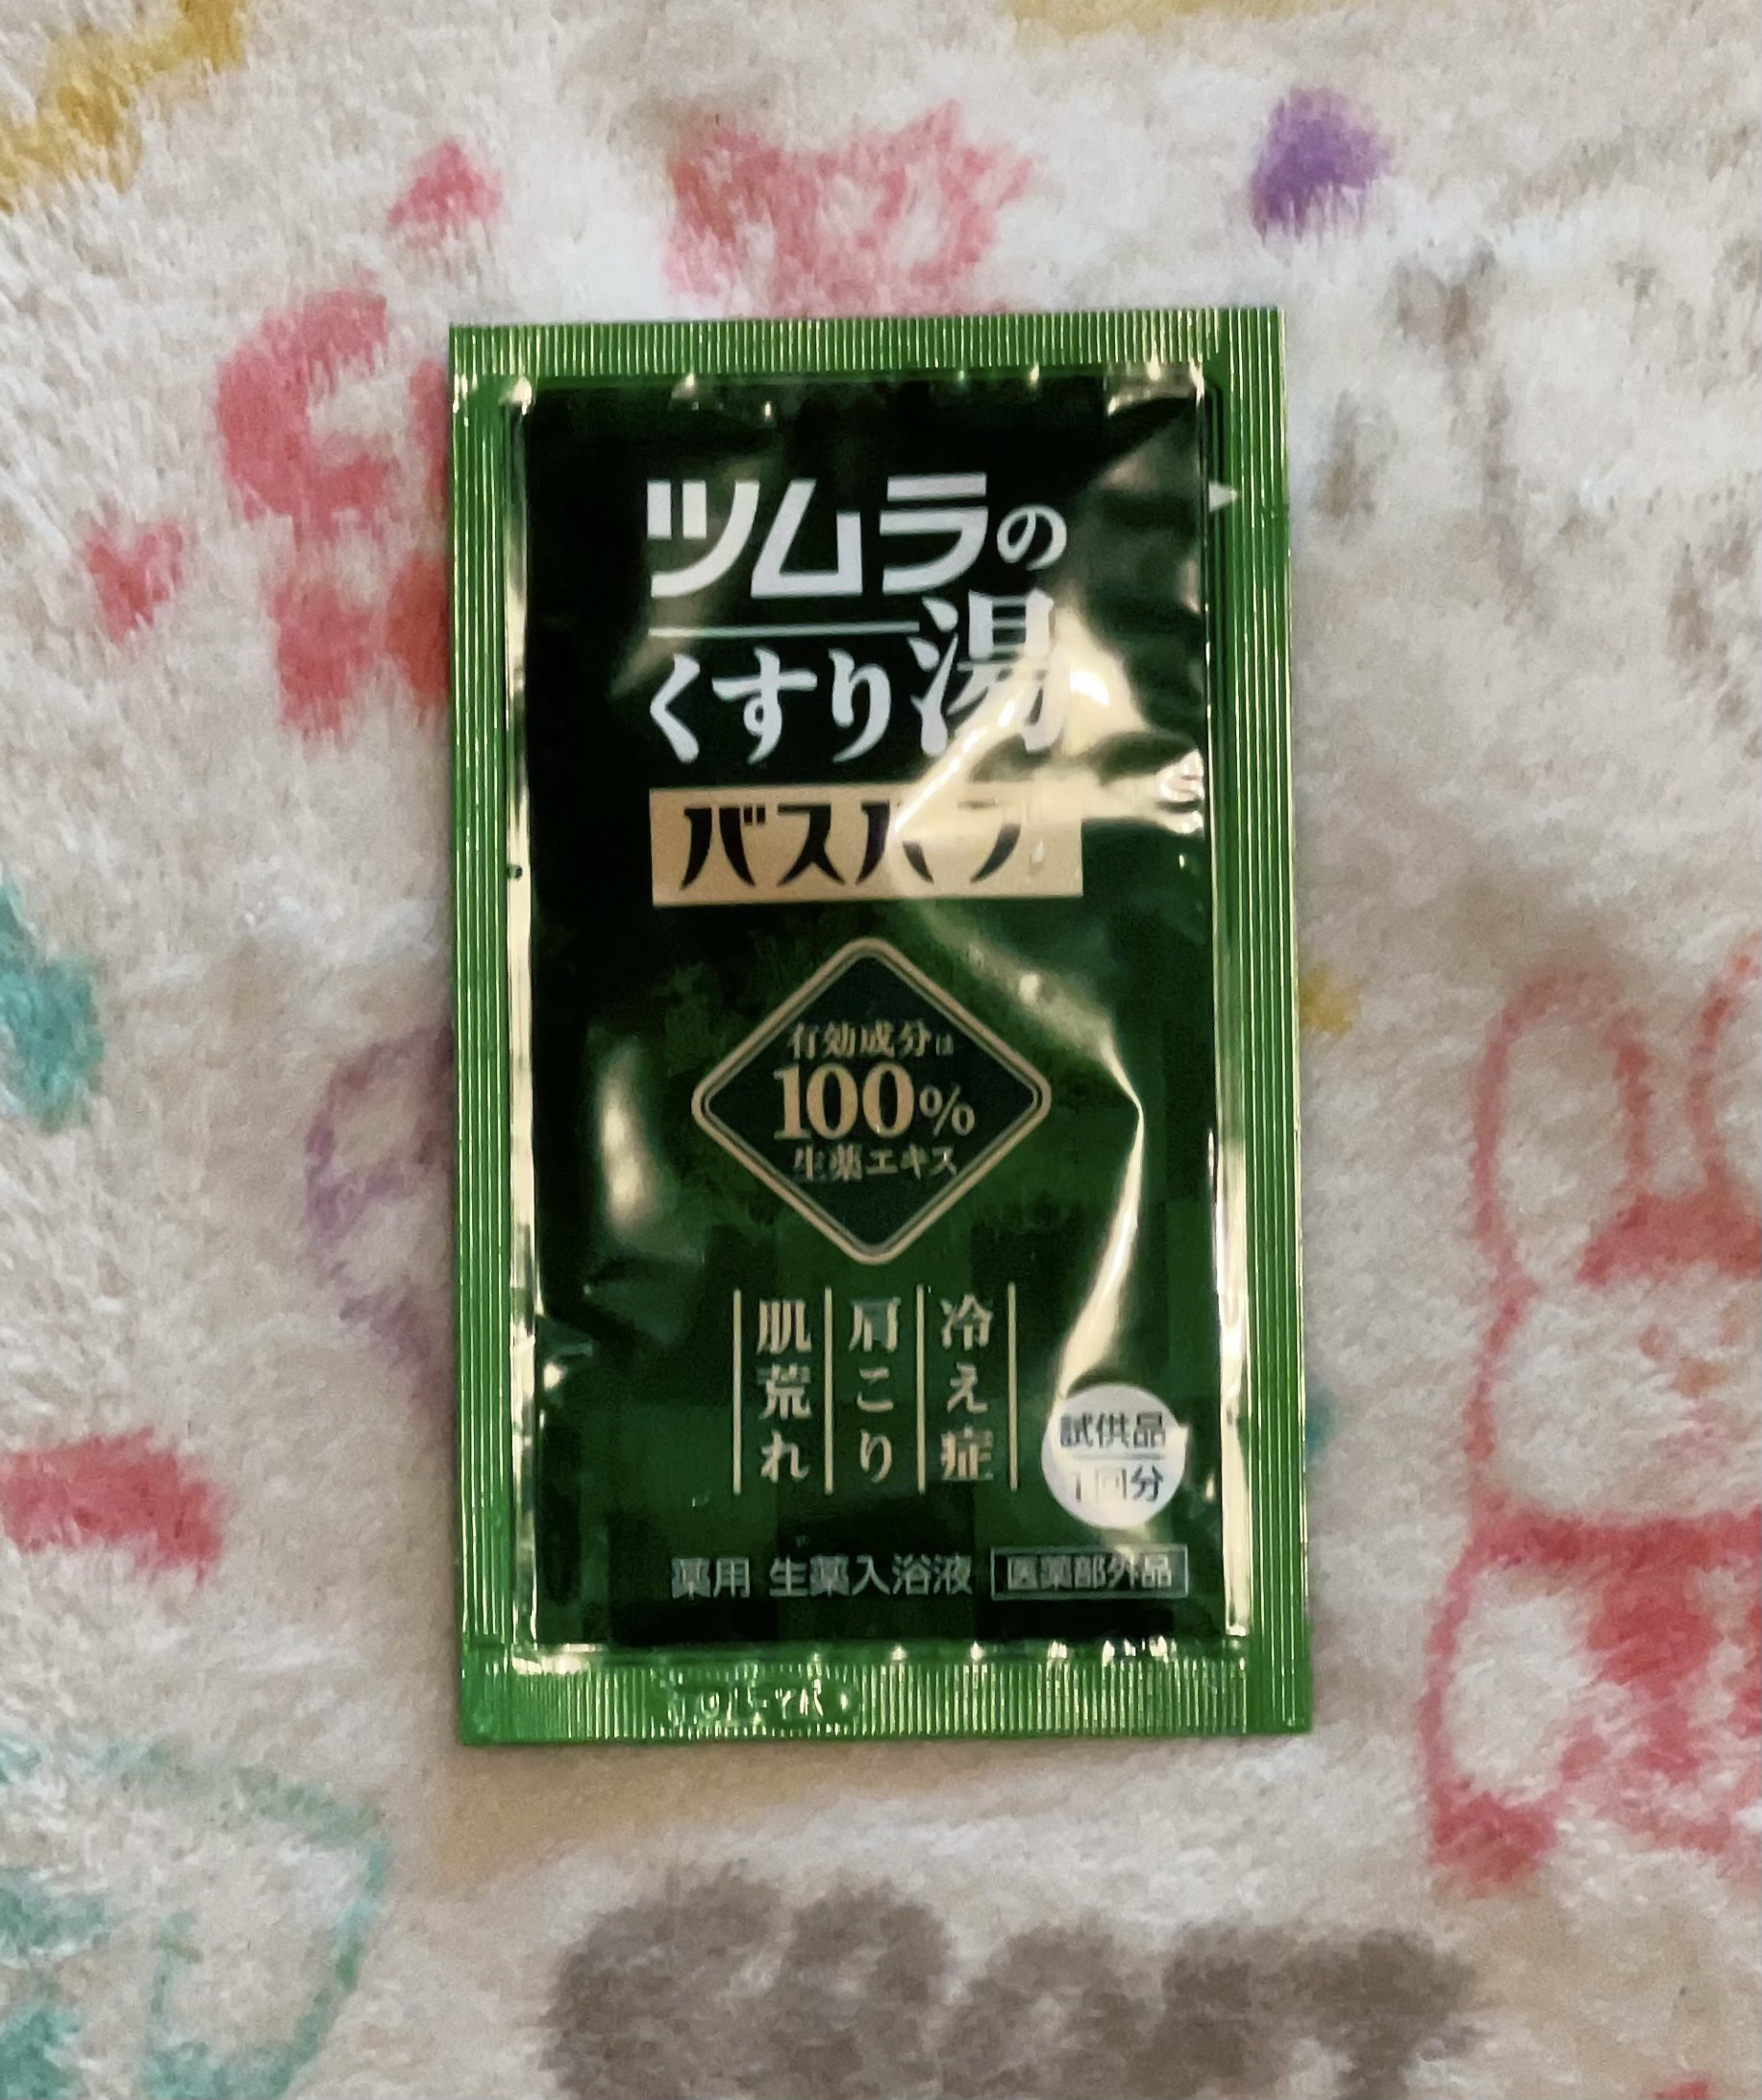 ツムラの
くすり湯
バスハーブ
有効成分は
100%
生薬エキス
冷え症
肩こり
肌荒れ
試供品
1回分
薬用 生薬入浴液 医薬部外品